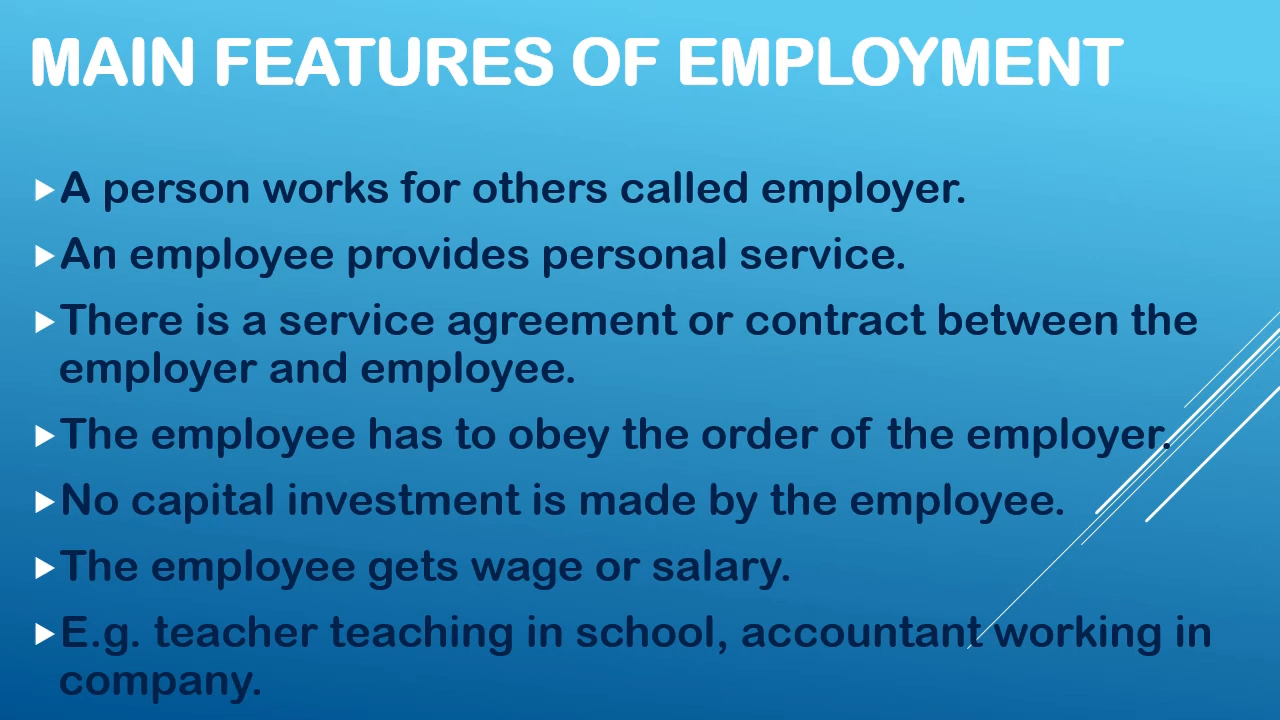 MAIN FEATURES OF EMPLOYMENT
A person works for others called employer.
An employee provides personal service.
There is a service agreement or contract between the
employer and employee.
The employee has to obey the order of the employer.
No capital investment is made by the employee.
The employee gets wage or salary.
E.g. teacher teaching in school, accountant working in
company.